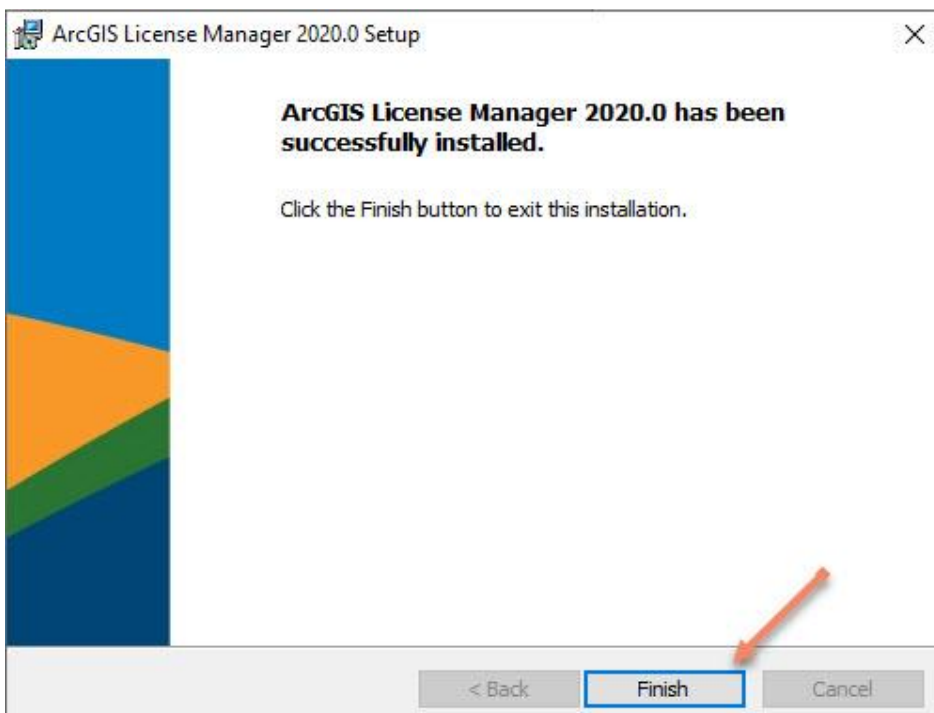 ArcGIS License Manager 2020.0 Setup
ArcGIS License Manager 2020.0 has been
successfully installed.
Click the Finish button to exit this installation.
< Back
Finish
Cancel